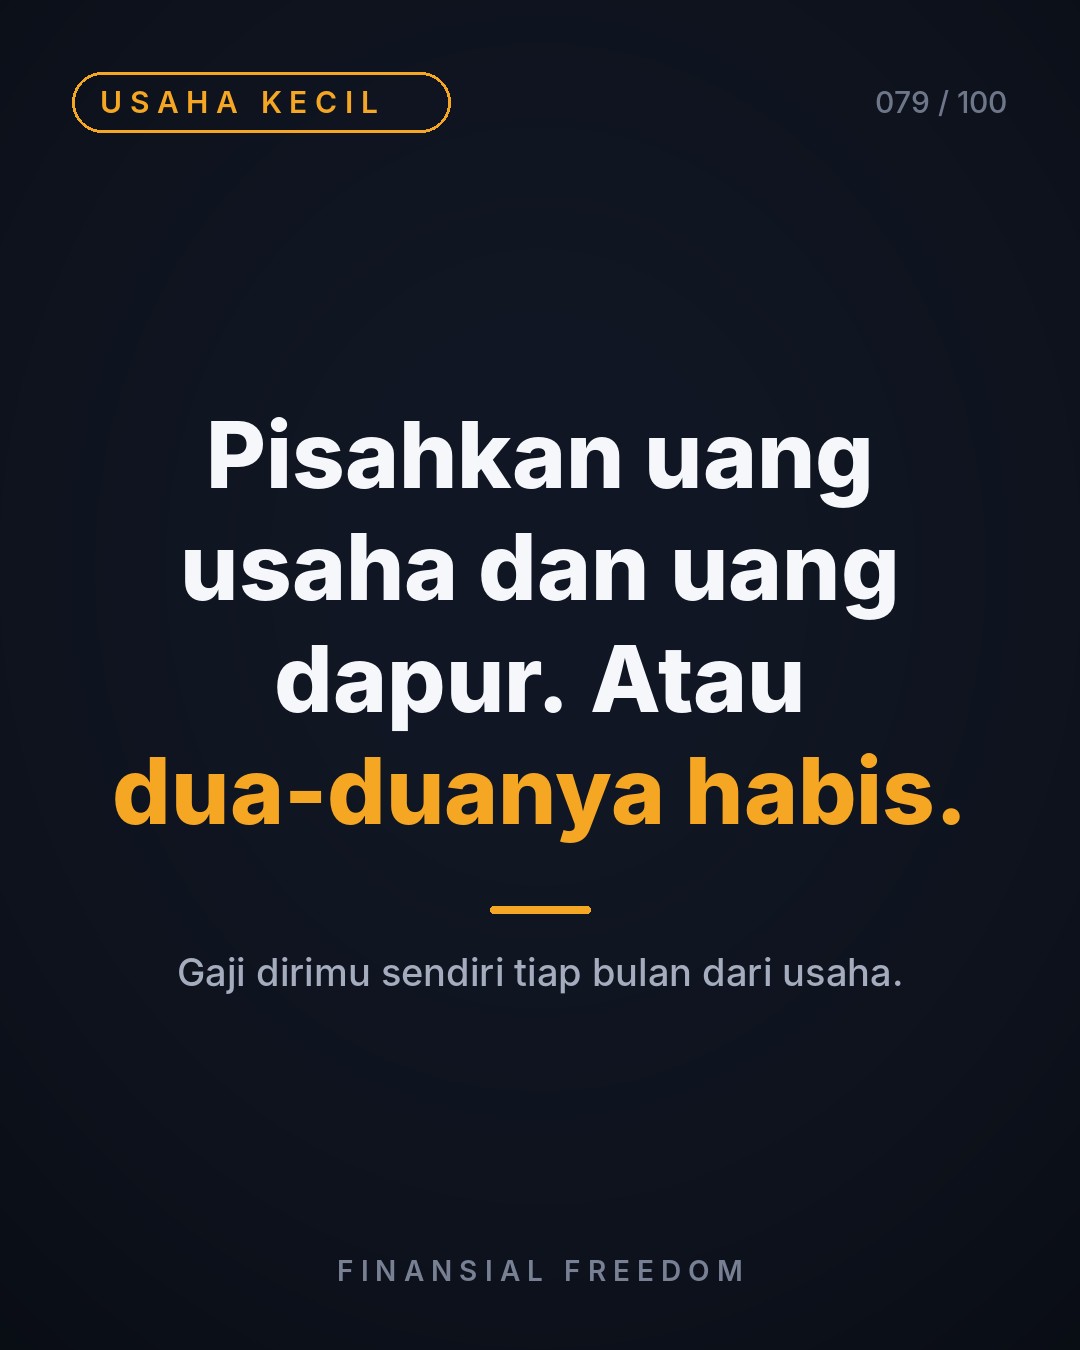 USAHA KECIL
079 / 100
Pisahkan uang
usaha dan uang
dapur. Atau
dua-duanya habis.
Gaji dirimu sendiri tiap bulan dari usaha.
FINANSIAL FREEDOM